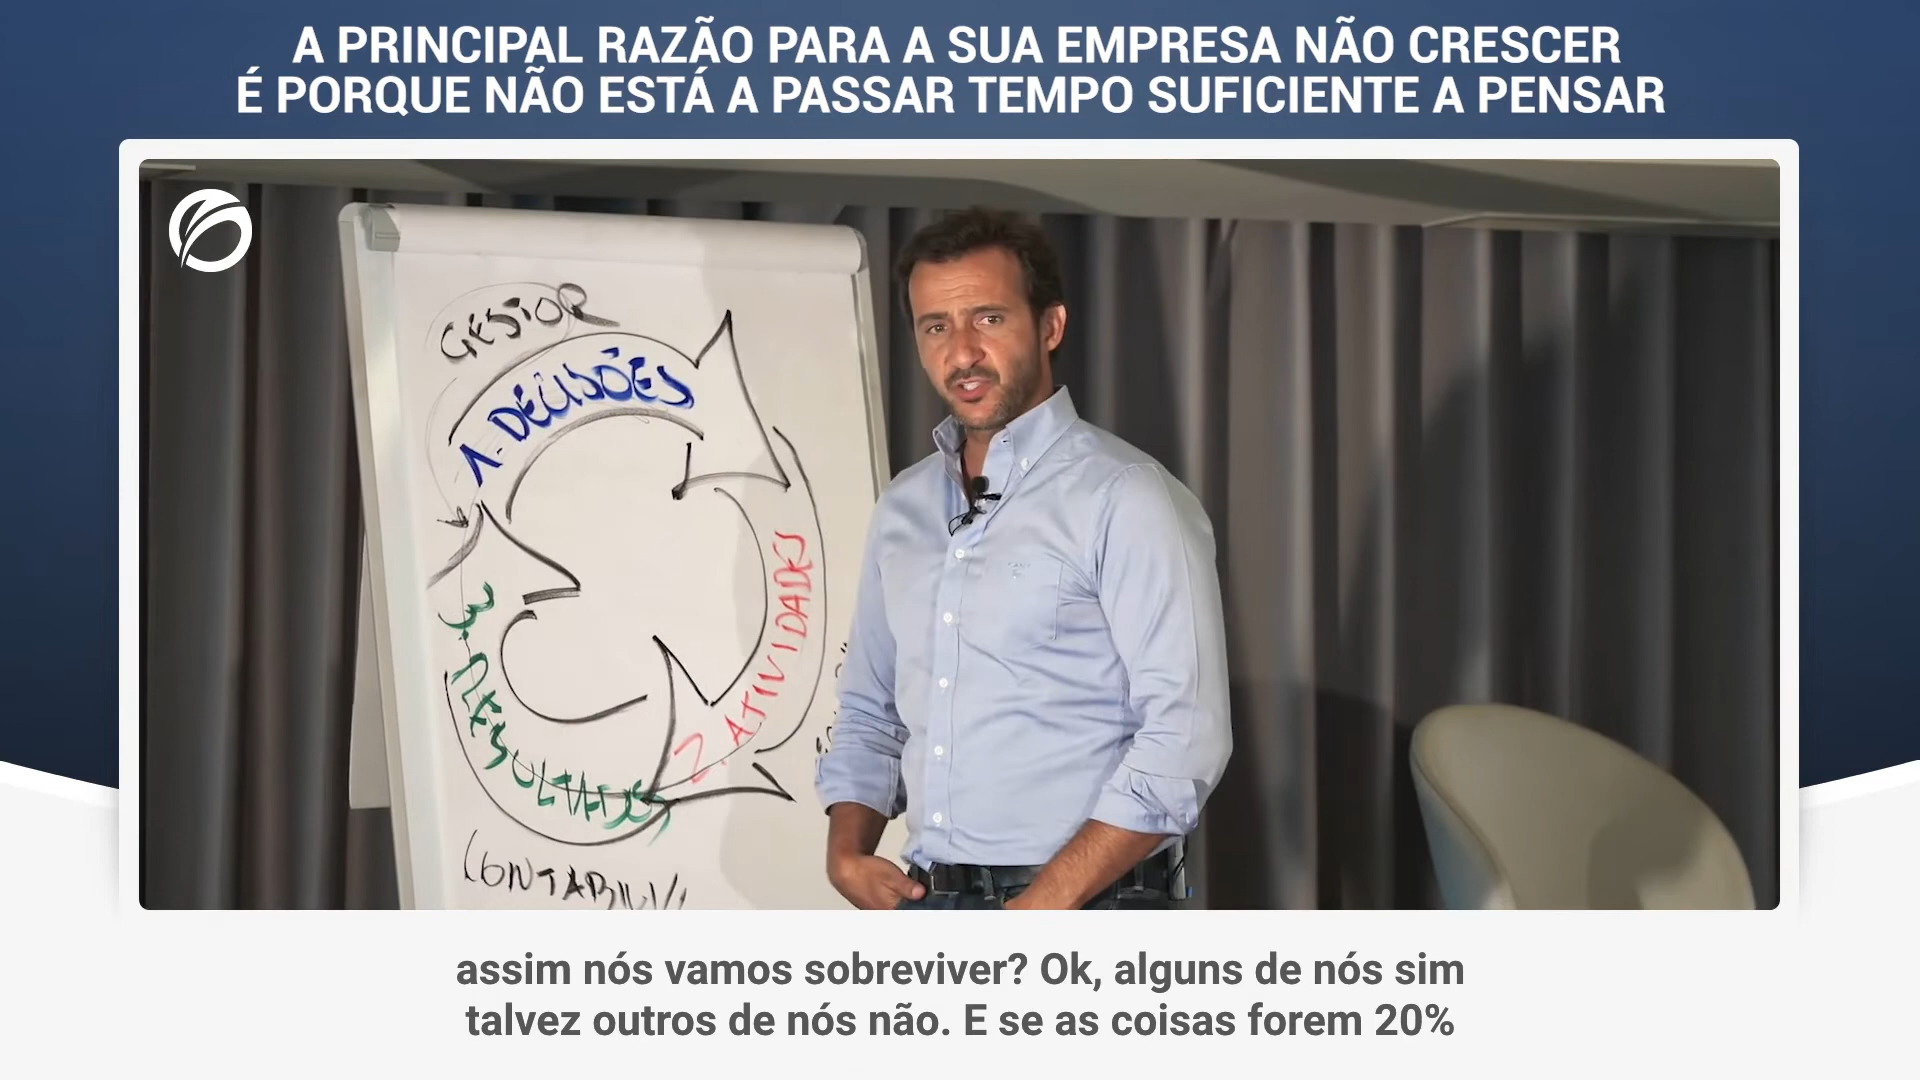 A PRINCIPAL RAZÃO PARA A SUA EMPRESA NÃO CRESCER
É PORQUE NÃO ESTÁ A PASSAR TEMPO SUFICIENTE A PENSAR
GESTOR
1. DECISÕES
2. ATIVIDADES
3. RESULTADOS
assim nós vamos sobreviver? Ok, alguns de nós sim
talvez outros de nós não. E se as coisas forem 20%